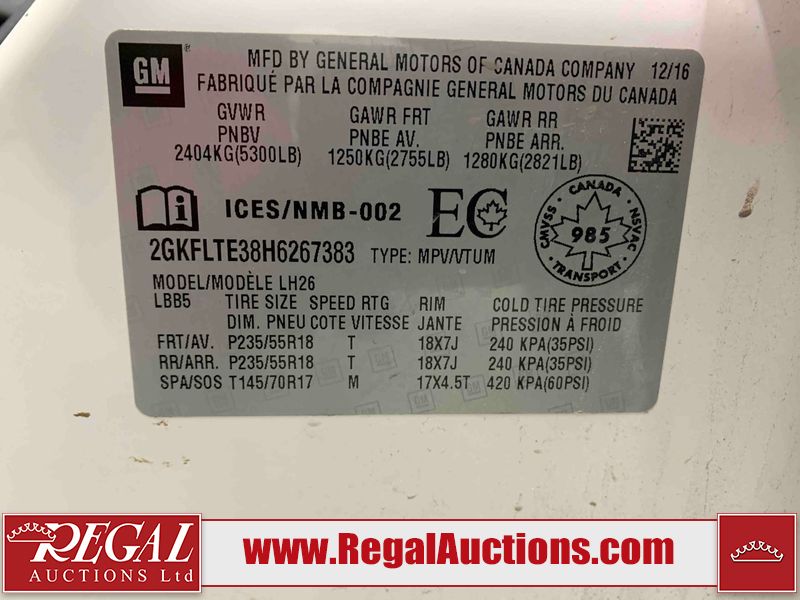 GM
MFD BY GENERAL MOTORS OF CANADA COMPANY 12/16
FABRIQUÉ PAR LA COMPAGNIE GENERAL MOTORS DU CANADA
GVWR GAWR FRT GAWR RR
PNBV PNBE AV. PNBE ARR.
2404KG(5300LB) 1250KG(2755LB) 1280KG(2821LB)
i ICES/NMB-002 EC
CANADA
CMVSS 985 NSVAC
TRANSPORT
2GKFLTE38H6267383 TYPE: MPV/VTUM
MODEL/MODÈLE LH26
LBB5 TIRE SIZE SPEED RTG RIM COLD TIRE PRESSURE
DIM. PNEU COTE VITESSE JANTE PRESSION À FROID
FRT/AV. P235/55R18 T 18X7J 240 KPA(35PSI)
RR/ARR. P235/55R18 T 18X7J 240 KPA(35PSI)
SPA/SOS T145/70R17 M 17X4.5T 420 KPA(60PSI)
REGAL
AUCTIONS Ltd
www.RegalAuctions.com